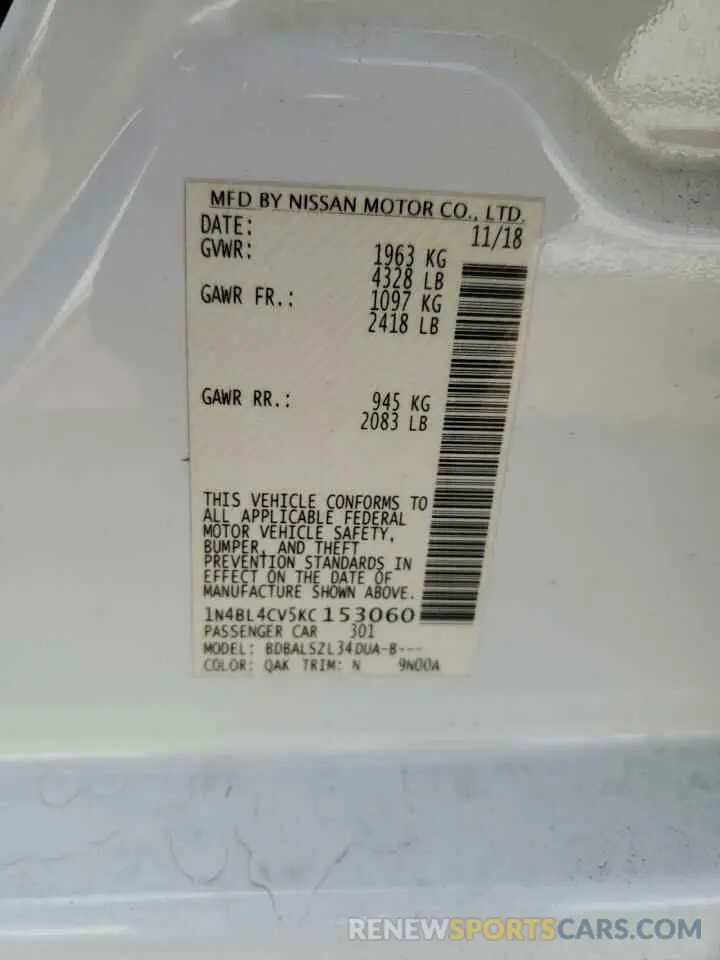 MFD BY NISSAN MOTOR CO., LTD.
DATE: 11/18
GVWR: 1963 KG
4328 LB
GAWR FR.: 1097 KG
2418 LB
GAWR RR.: 945 KG
2083 LB
THIS VEHICLE CONFORMS TO
ALL APPLICABLE FEDERAL
MOTOR VEHICLE SAFETY,
BUMPER, AND THEFT
PREVENTION STANDARDS IN
EFFECT ON THE DATE OF
MANUFACTURE SHOWN ABOVE.
1N4BL4CV5KC153060
PASSENGER CAR 301
MODEL: BDBALSZL34DUA-B---
COLOR: QAK TRIM: N 9N00A
RENEWSPORTSCARS.COM